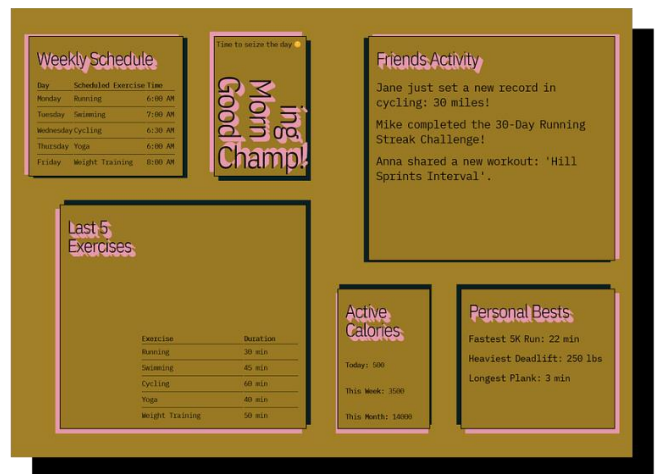 Weekly Schedule
Day Scheduled Exercise Time
Monday Running 6:00 AM
Tuesday Swimming 7:00 AM
Wednesday Cycling 6:30 AM
Thursday Yoga 6:00 AM
Friday Weight Training 8:00 AM
Time to seize the day
Good
Morn
ing
Champ!
Friends Activity
Jane just set a new record in
cycling: 30 miles!
Mike completed the 30-Day Running
Streak Challenge!
Anna shared a new workout: 'Hill
Sprints Interval'.
Last 5
Exercises
Exercise Duration
Running 30 min
Swimming 45 min
Cycling 60 min
Yoga 40 min
Weight Training 50 min
Active
Calories
Today: 500
This Week: 3500
This Month: 14000
Personal Bests
Fastest 5K Run: 22 min
Heaviest Deadlift: 250 lbs
Longest Plank: 3 min